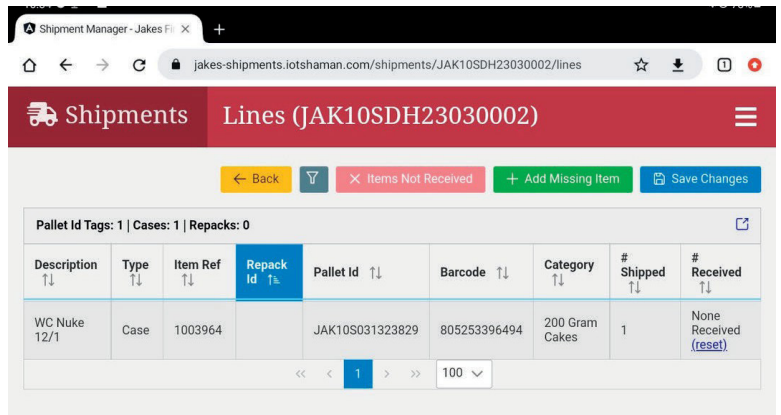 Shipment Manager - Jakes Fi
jakes-shipments.iotshaman.com/shipments/JAK10SDH23030002/lines
1
Shipments
Lines (JAK10SDH23030002)
Back
Items Not Received
Add Missing Item
Save Changes
Pallet Id Tags: 1 | Cases: 1 | Repacks: 0
Description
Type
Item Ref
Repack
Id
Pallet Id
Barcode
Category
#
Shipped
#
Received
WC Nuke
12/1
Case
1003964
JAK10S031323829
805253396494
200 Gram
Cakes
1
None
Received
(reset)
<< < 1 > >> 100